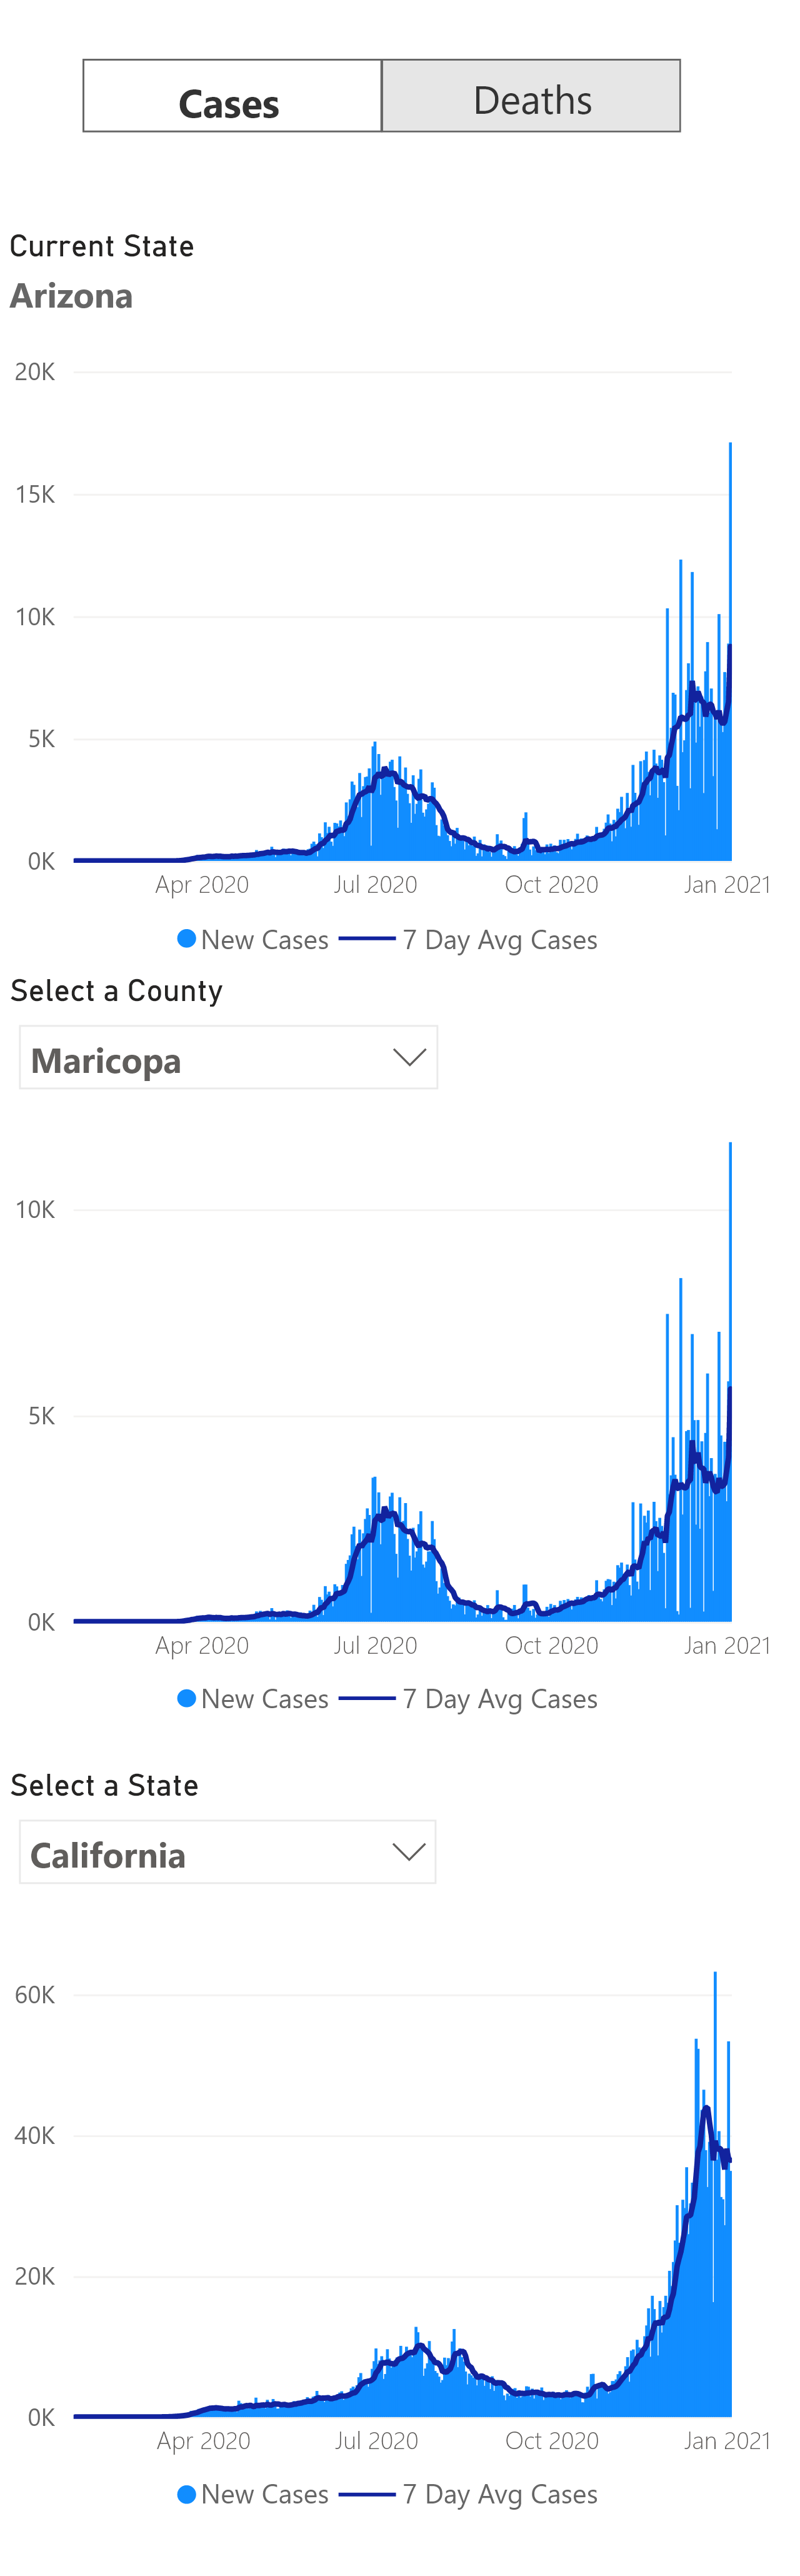 Cases Deaths
Current State
Arizona
20K
15K
10K
5K
0K
Apr 2020 Jul 2020 Oct 2020 Jan 2021
New Cases 7 Day Avg Cases
Select a County
Maricopa
10K
5K
0K
Apr 2020 Jul 2020 Oct 2020 Jan 2021
New Cases 7 Day Avg Cases
Select a State
California
60K
40K
20K
0K
Apr 2020 Jul 2020 Oct 2020 Jan 2021
New Cases 7 Day Avg Cases